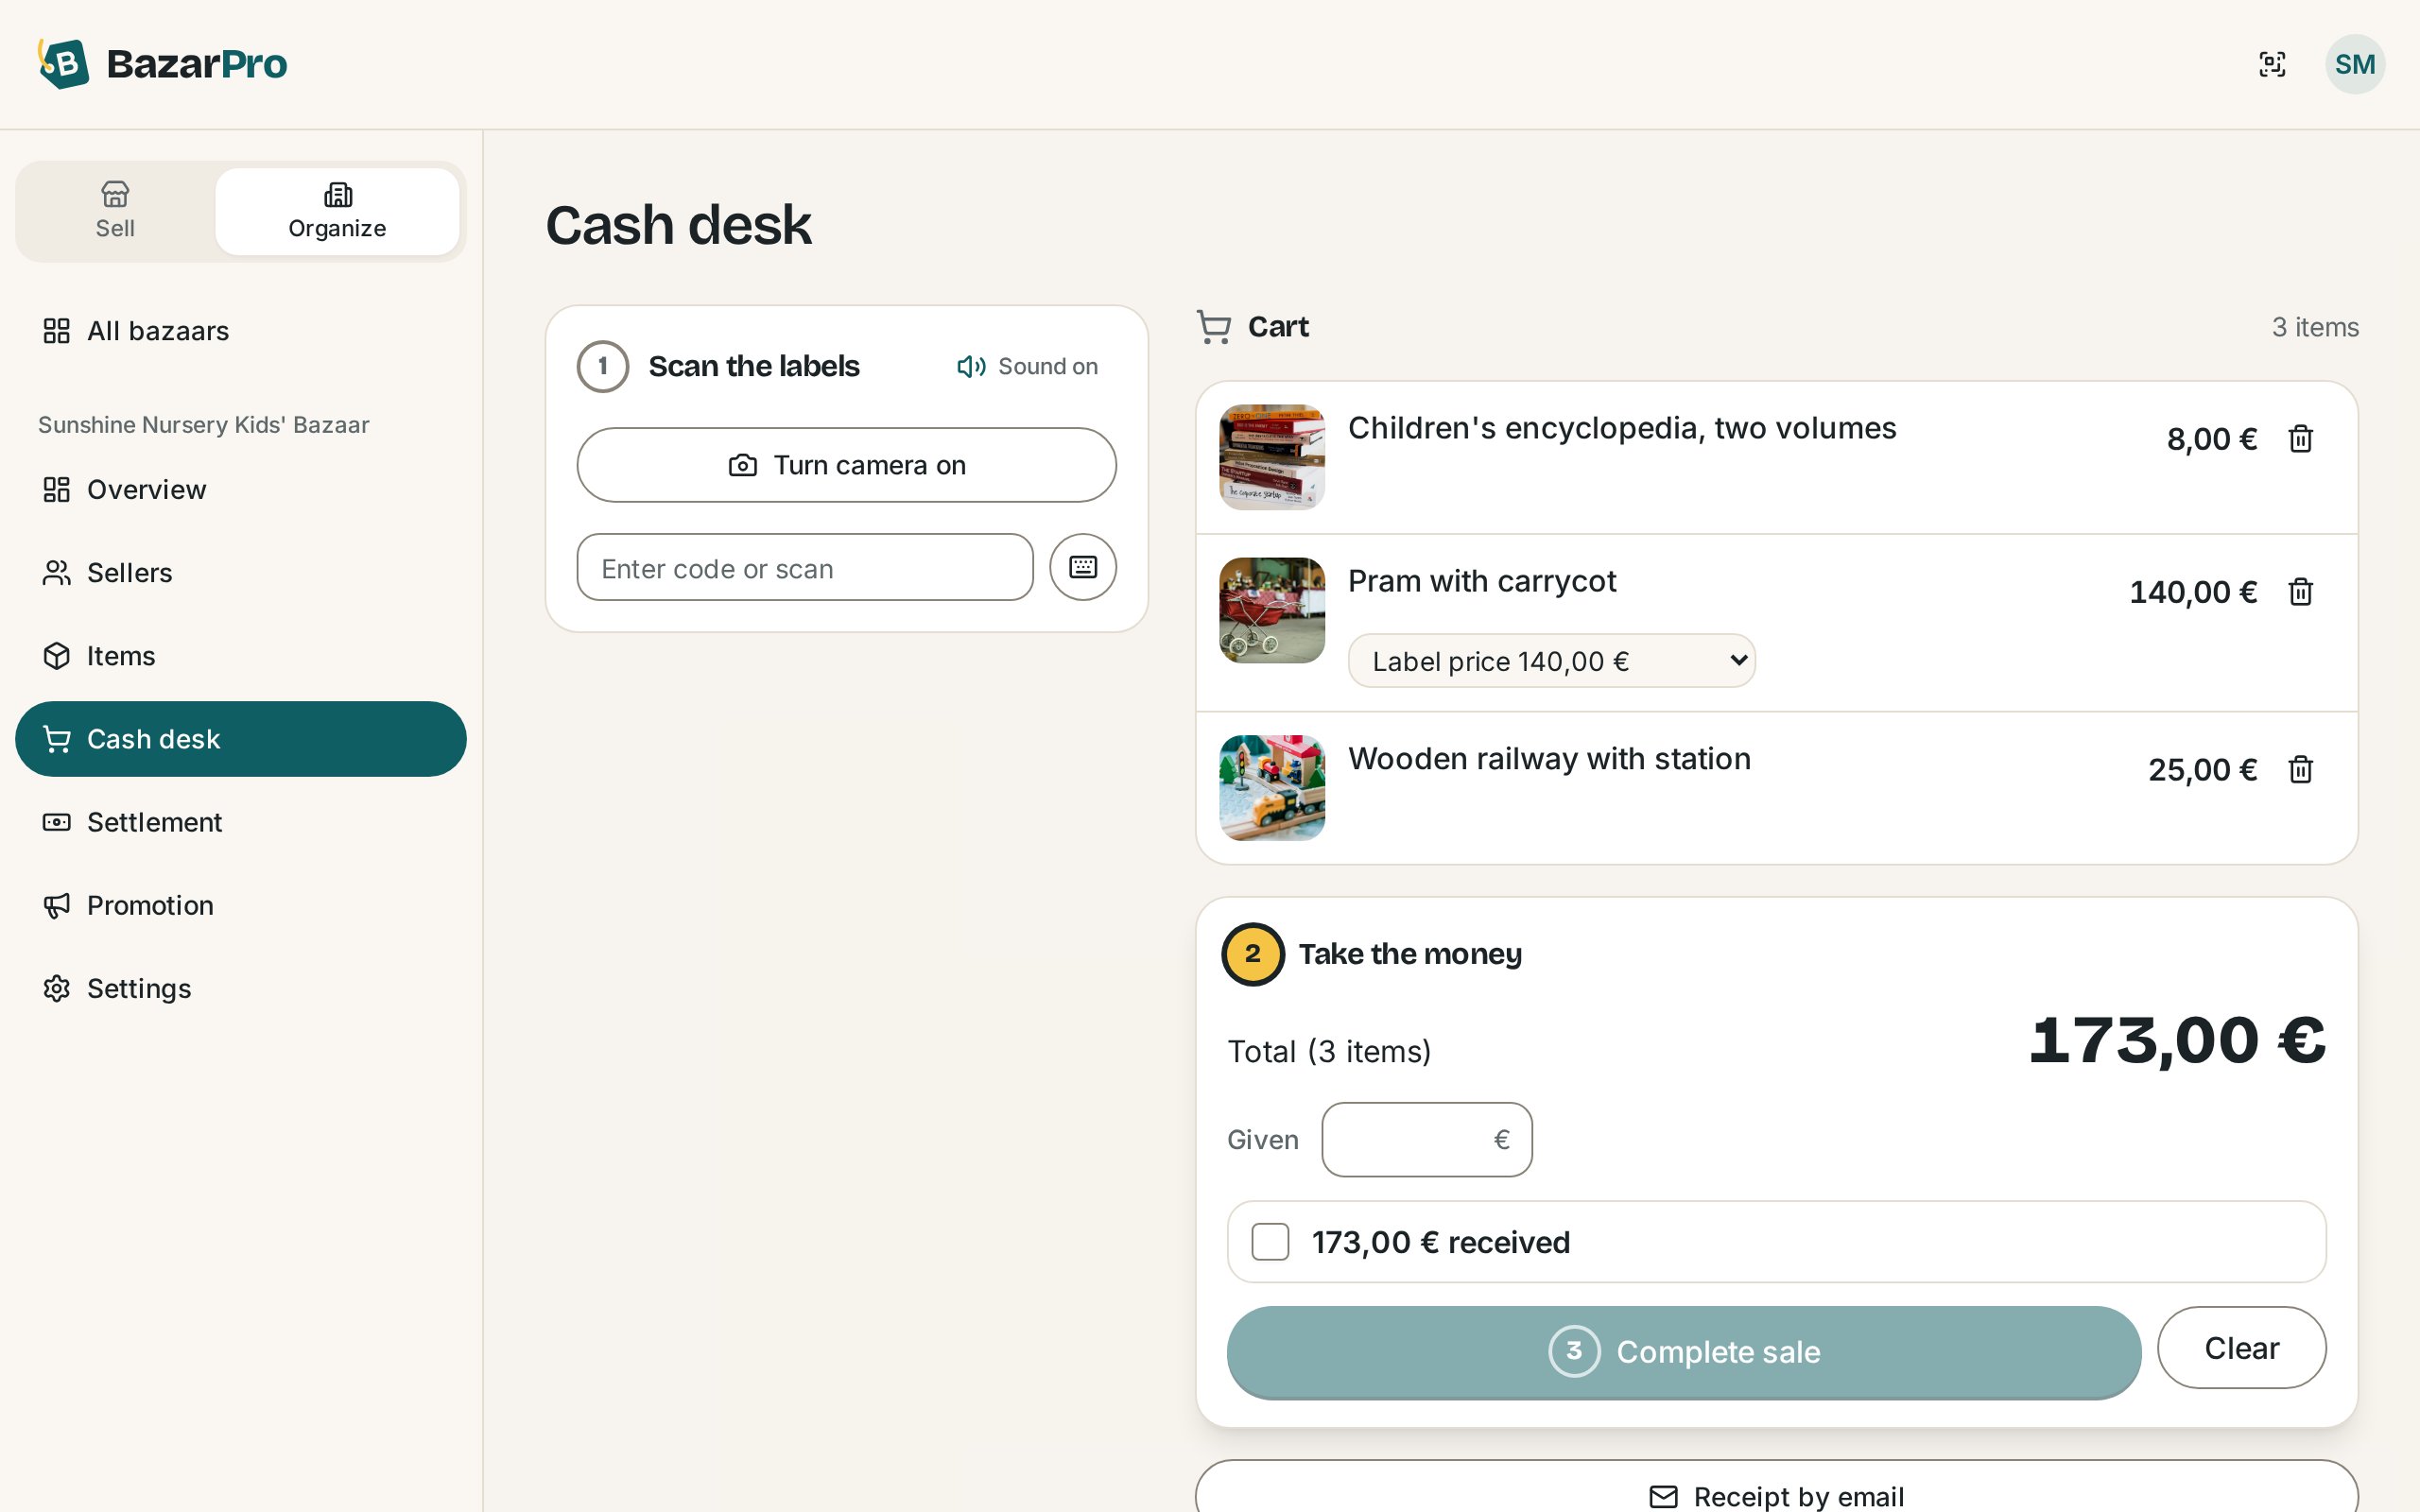 BazarPro
SM
Sell
Organize
All bazaars
Sunshine Nursery Kids' Bazaar
Overview
Sellers
Items
Cash desk
Settlement
Promotion
Settings
Cash desk
1 Scan the labels
Sound on
Turn camera on
Enter code or scan
Cart
3 items
Children's encyclopedia, two volumes
8,00 €
Pram with carrycot
140,00 €
Label price 140,00 €
Wooden railway with station
25,00 €
2 Take the money
Total (3 items)
173,00 €
Given
€
173,00 € received
3 Complete sale
Clear
Receipt by email